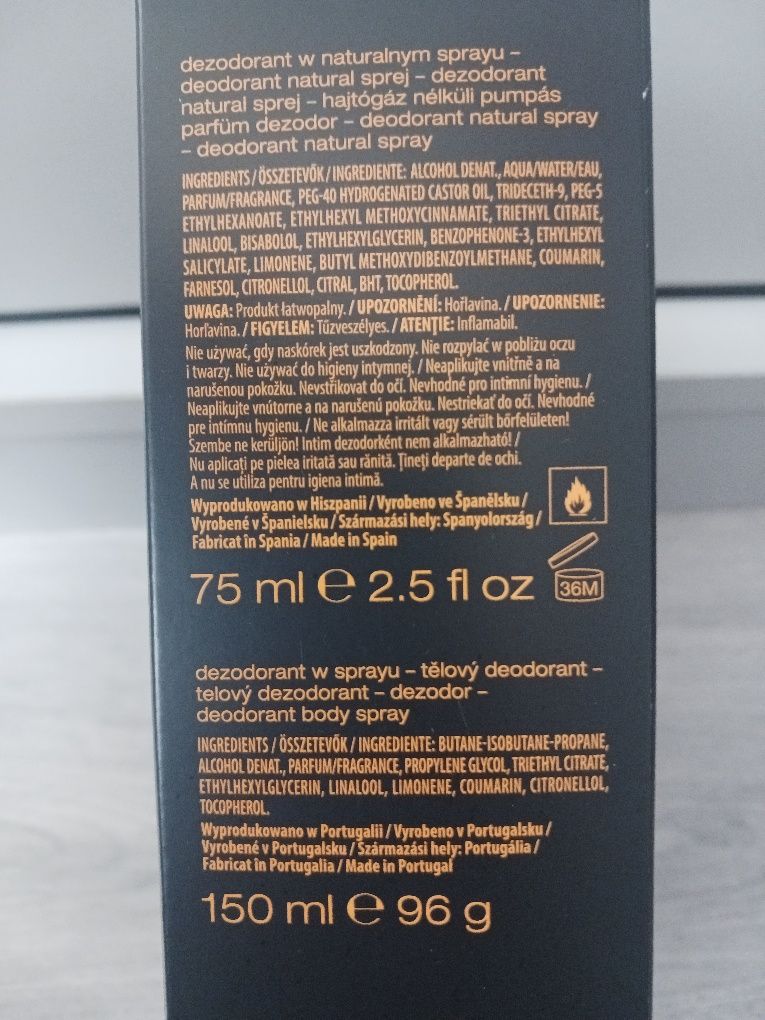 dezodorant w naturalnym sprayu –
deodorant natural sprej – dezodorant
natural sprej – hajtógáz nélküli pumpás
parfüm dezodor – deodorant natural spray
– deodorant natural spray
INGREDIENTS / ÖSSZETEVŐK / INGREDIENTE: ALCOHOL DENAT., AQUA/WATER/EAU,
PARFUM/FRAGRANCE, PEG-40 HYDROGENATED CASTOR OIL, TRIDECETH-9, PEG-5
ETHYLHEXANOATE, ETHYLHEXYL METHOXYCINNAMATE, TRIETHYL CITRATE,
LINALOOL, BISABOLOL, ETHYLHEXYLGLYCERIN, BENZOPHENONE-3, ETHYLHEXYL
SALICYLATE, LIMONENE, BUTYL METHOXYDIBENZOYLMETHANE, COUMARIN,
FARNESOL, CITRONELLOL, CITRAL, BHT, TOCOPHEROL.
UWAGA: Produkt łatwopalny. / UPOZORNĚNÍ: Hořlavina. / UPOZORNENIE:
Horľavina. / FIGYELEM: Tűzveszélyes. / ATENŢIE: Inflamabil.
Nie używać, gdy naskórek jest uszkodzony. Nie rozpylać w pobliżu oczu
i twarzy. Nie używać do higieny intymnej. / Neaplikujte vnitřně a na
narušenou pokožku. Nevstřikovat do očí. Nevhodné pro intimní hygienu. /
Neaplikujte vnútorne a na narušenú pokožku. Nestriekať do očí. Nevhodné
pre intímnu hygienu. / Ne alkalmazza irritált vagy sérült bőrfelületen!
Szembe ne kerüljön! Intim dezodorként nem alkalmazható! /
Nu aplicaţi pe pielea iritată sau rănită. Ţineţi departe de ochi.
A nu se utiliza pentru igiena intimă.
Wyprodukowano w Hiszpanii / Vyrobeno ve Španělsku /
Vyrobené v Španielsku / Származási hely: Spanyolország /
Fabricat în Spania / Made in Spain
75 ml ℮ 2.5 fl oz
36M
dezodorant w sprayu – tělový deodorant –
telový dezodorant – dezodor –
deodorant body spray
INGREDIENTS / ÖSSZETEVŐK / INGREDIENTE: BUTANE-ISOBUTANE-PROPANE,
ALCOHOL DENAT., PARFUM/FRAGRANCE, PROPYLENE GLYCOL, TRIETHYL CITRATE,
ETHYLHEXYLGLYCERIN, LINALOOL, LIMONENE, COUMARIN, CITRONELLOL,
TOCOPHEROL.
Wyprodukowano w Portugalii / Vyrobeno v Portugalsku /
Vyrobené v Portugalsku / Származási hely: Portugália /
Fabricat în Portugalia / Made in Portugal
150 ml ℮ 96 g